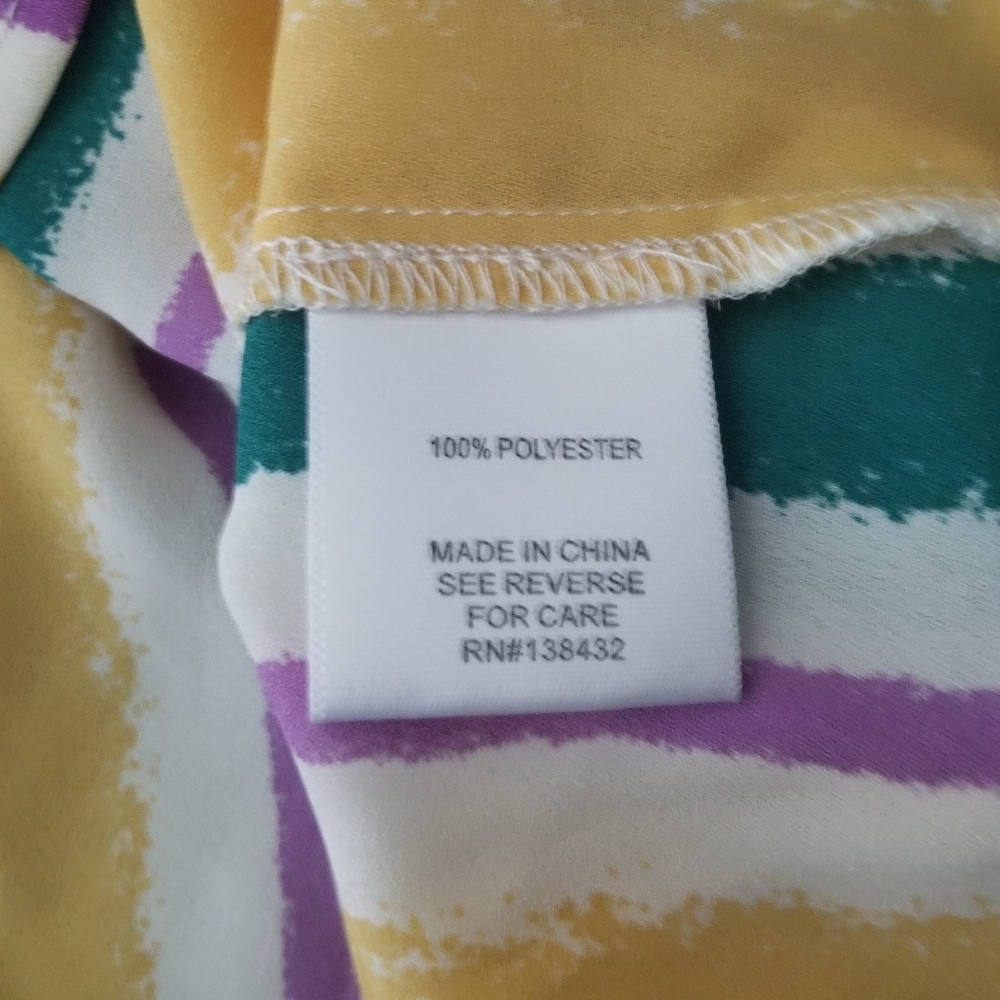 100% POLYESTER
MADE IN CHINA
SEE REVERSE
FOR CARE
RN#138432